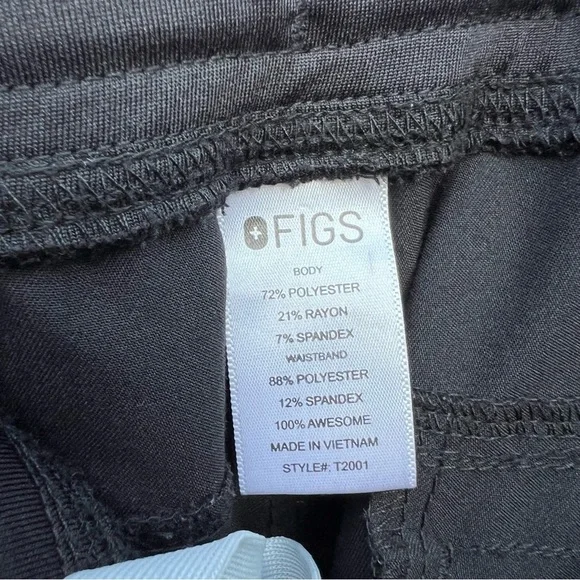 FIGS
BODY
72% POLYESTER
21% RAYON
7% SPANDEX
WAISTBAND
88% POLYESTER
12% SPANDEX
100% AWESOME
MADE IN VIETNAM
STYLE#: T2001